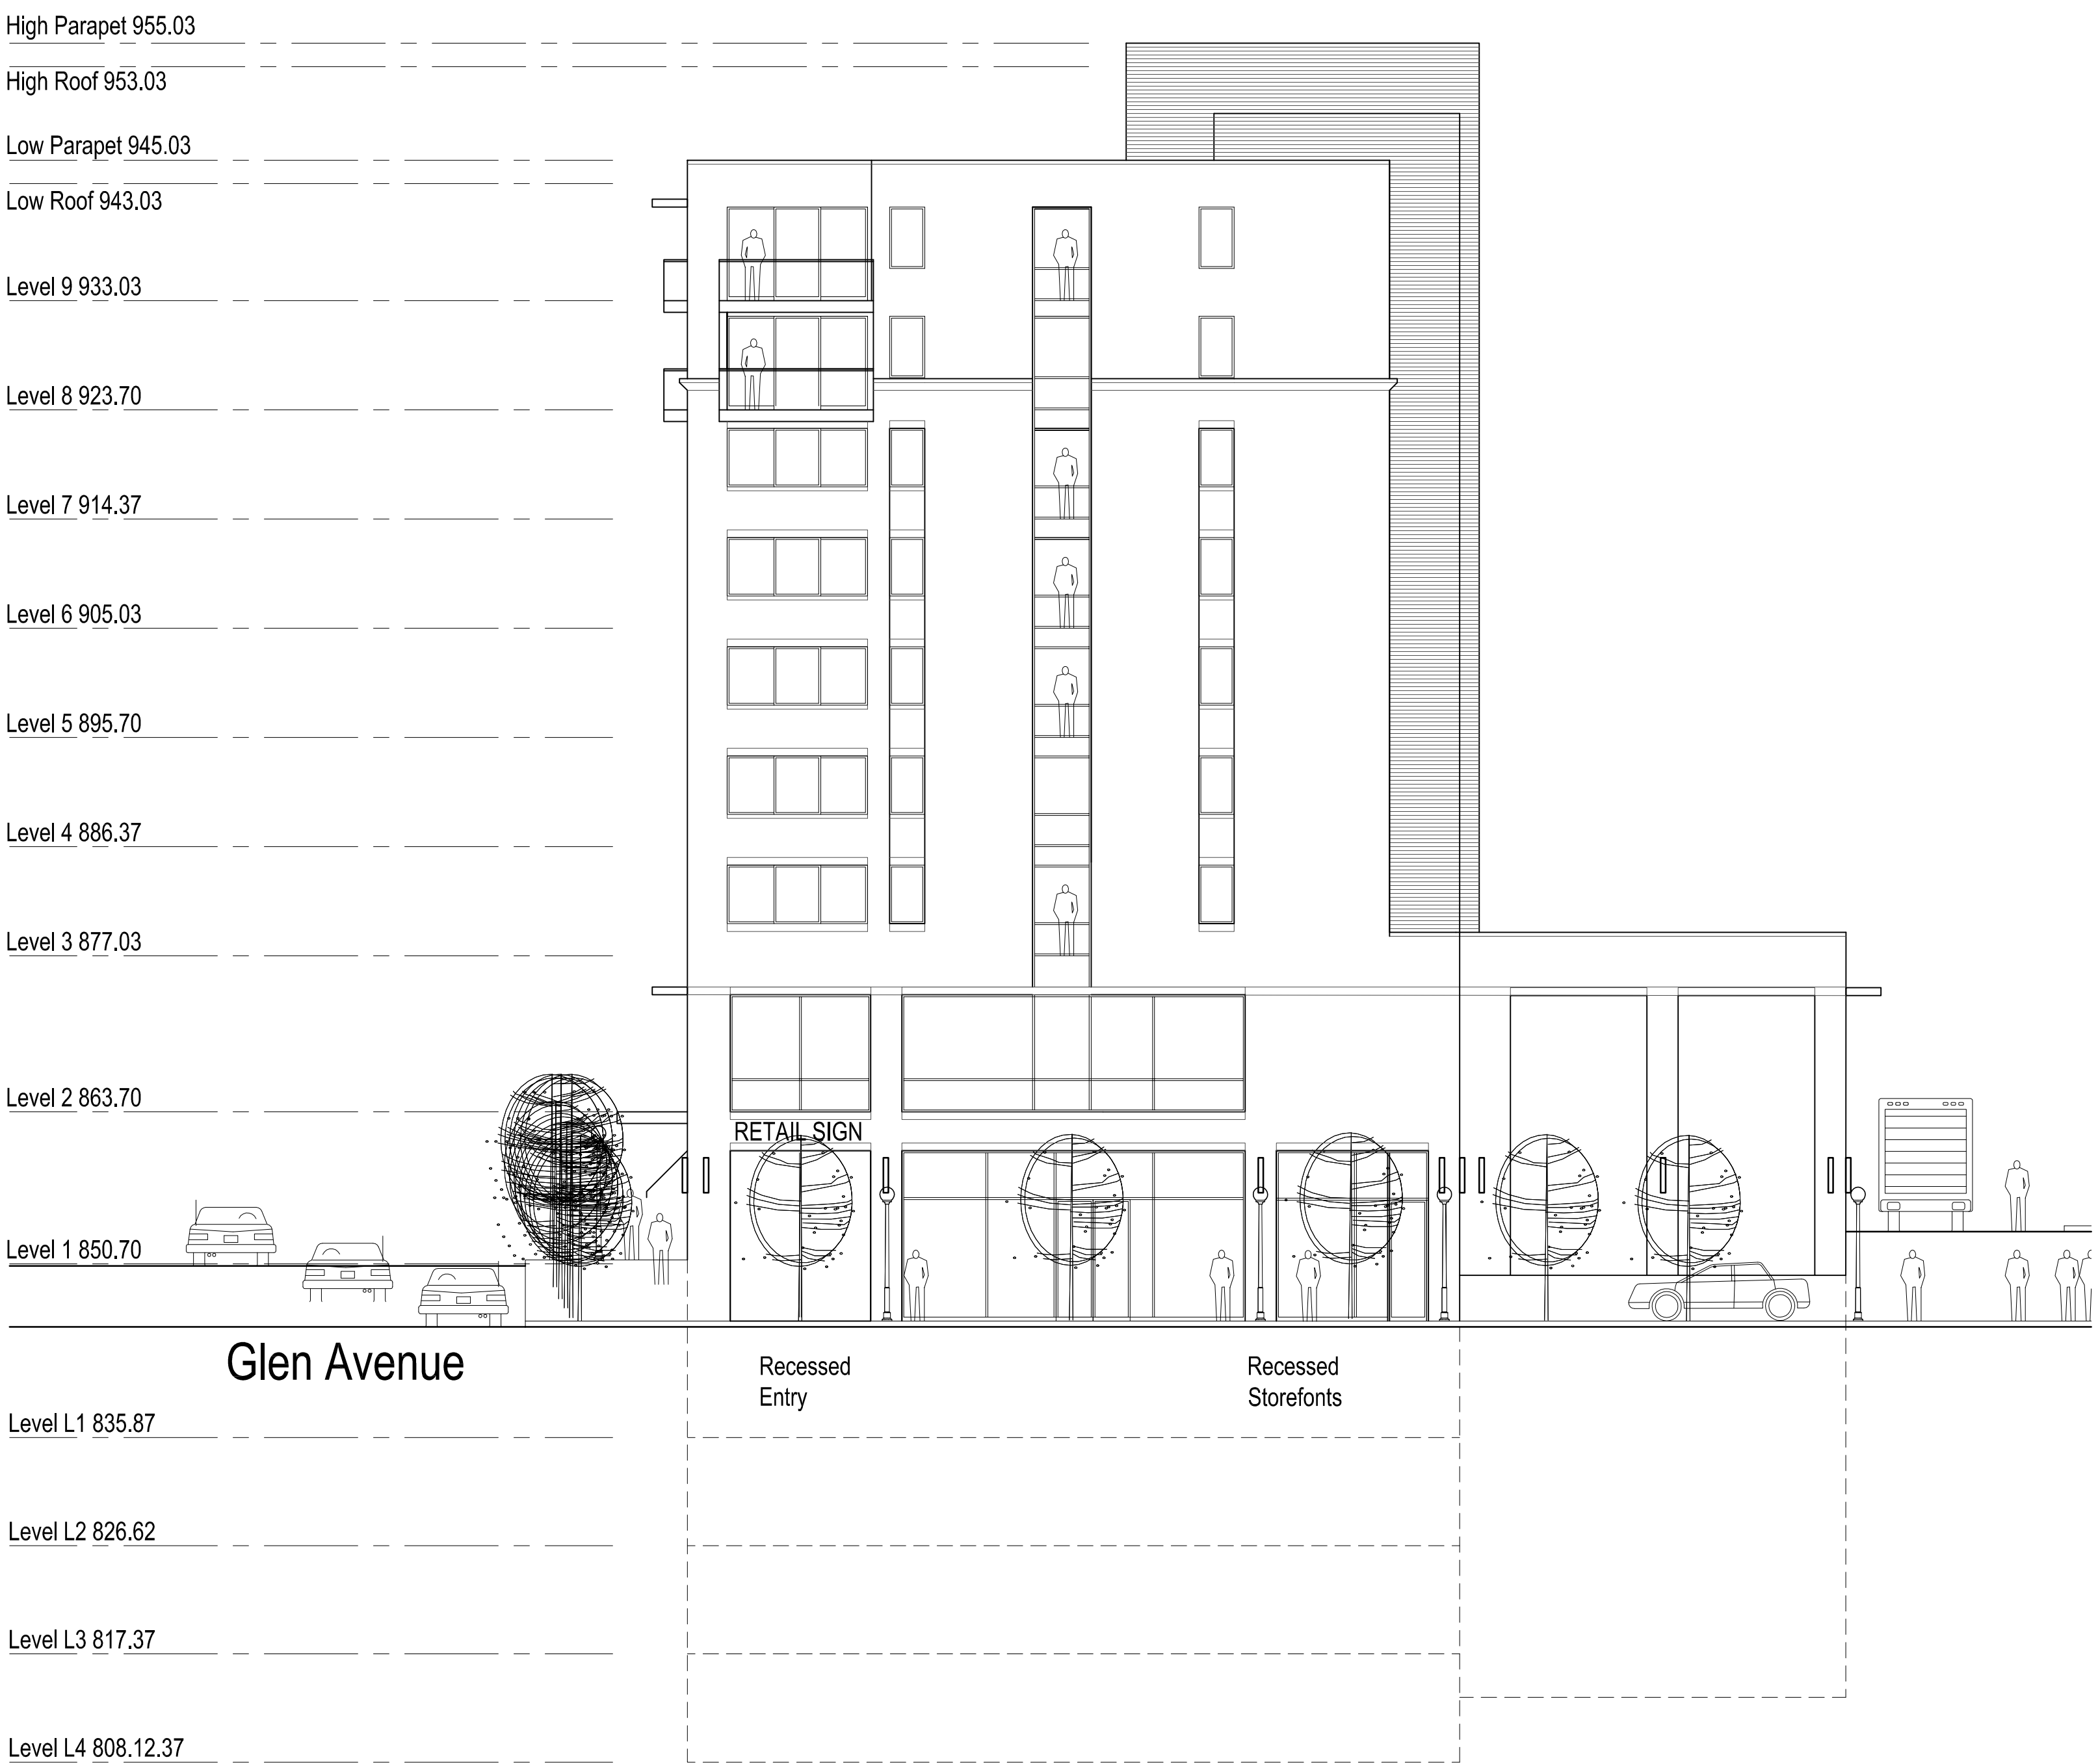 High Parapet 955.03
High Roof 953.03
Low Parapet 945.03
Low Roof 943.03
Level 9 933.03
Level 8 923.70
Level 7 914.37
Level 6 905.03
Level 5 895.70
Level 4 886.37
Level 3 877.03
Level 2 863.70
RETAIL SIGN
Level 1 850.70
Glen Avenue
Recessed
Entry
Recessed
Storefonts
Level L1 835.87
Level L2 826.62
Level L3 817.37
Level L4 808.12.37